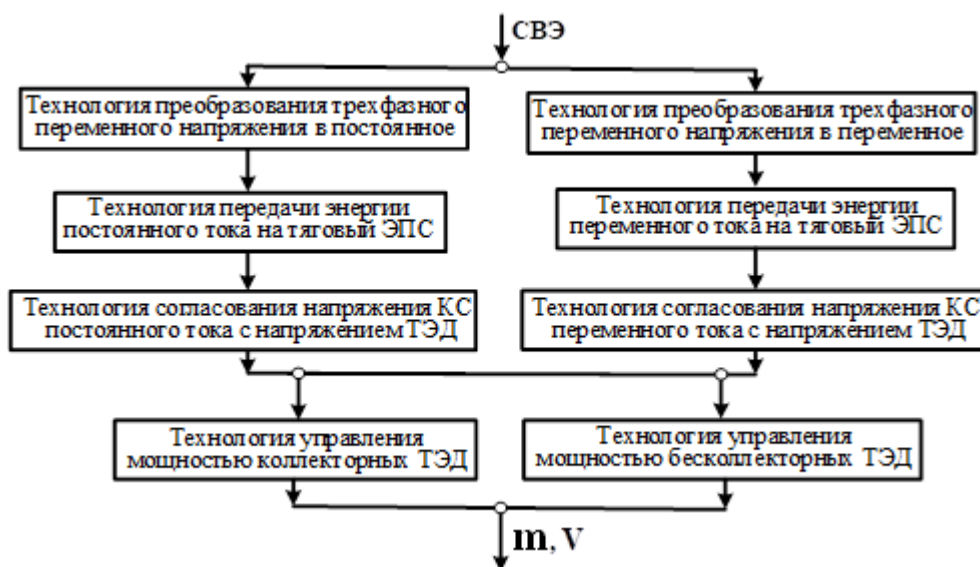 СВЭ
Технология преобразования трехфазного
переменного напряжения в постоянное
Технология преобразования трехфазного
переменного напряжения в переменное
Технология передачи энергии
постоянного тока на тяговый ЭПС
Технология передачи энергии
переменного тока на тяговый ЭПС
Технология согласования напряжения КС
постоянного тока с напряжением ТЭД
Технология согласования напряжения КС
переменного тока с напряжением ТЭД
Технология управления
мощностью коллекторных ТЭД
Технология управления
мощностью бесколлекторных ТЭД
m, v